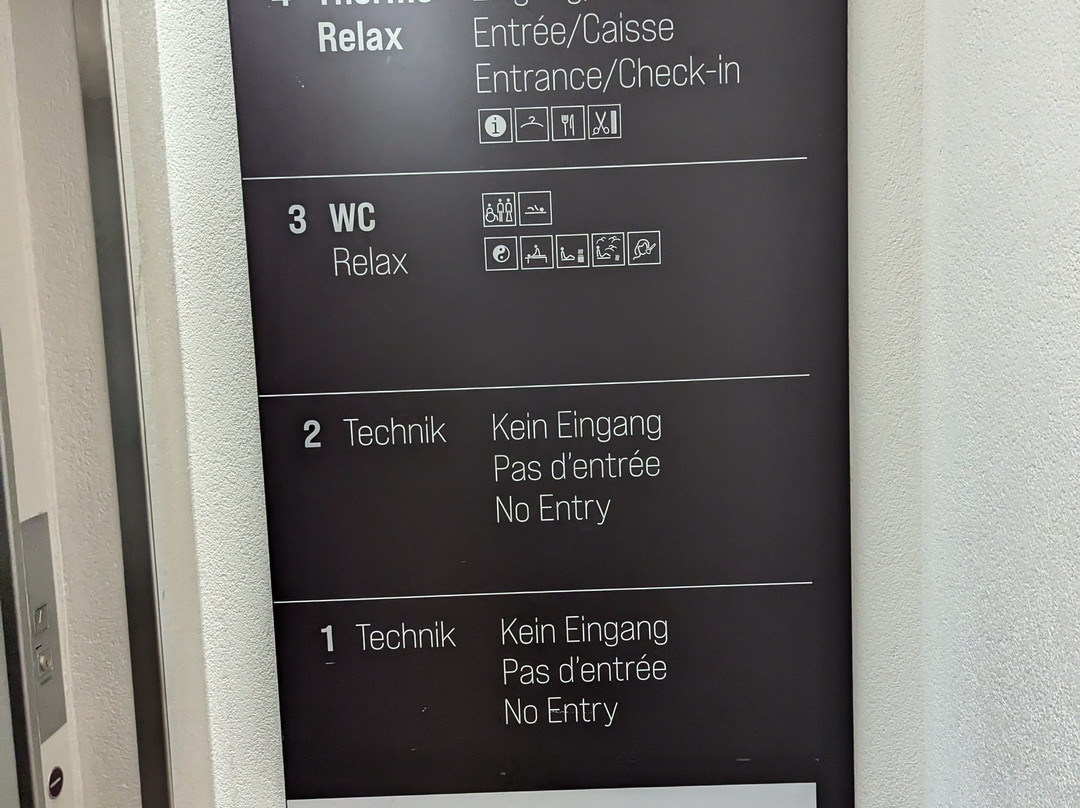 Relax
Entrée/Caisse
Entrance/Check-in
3 WC
Relax
2 Technik
Kein Eingang
Pas d'entrée
No Entry
1 Technik
Kein Eingang
Pas d'entrée
No Entry